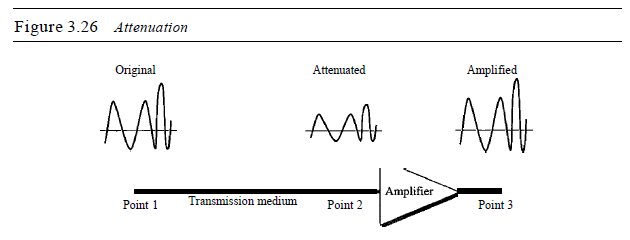 Figure 3.26 Attenuation
Original Attenuated Amplified
Amplifier
Point 1 Transmission medium Point 2 Point 3